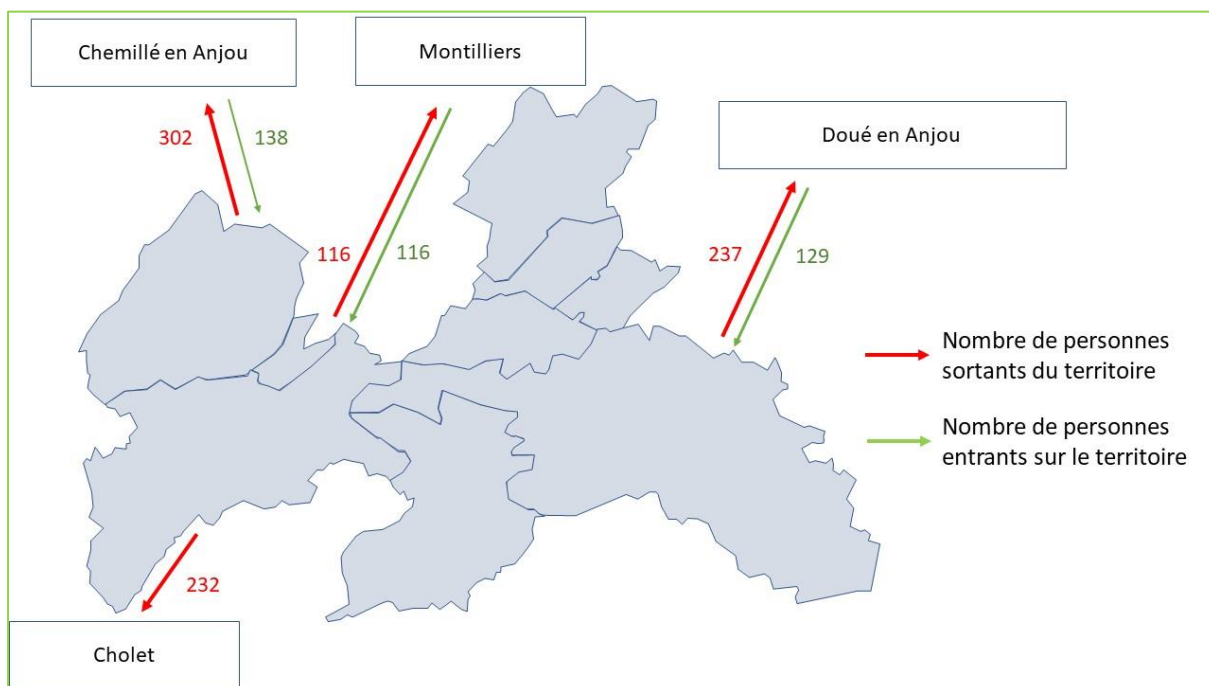 Chemillé en Anjou
Montilliers
Doué en Anjou
302
138
116
116
237
129
Nombre de personnes
sortants du territoire
Nombre de personnes
entrants sur le territoire
232
Cholet